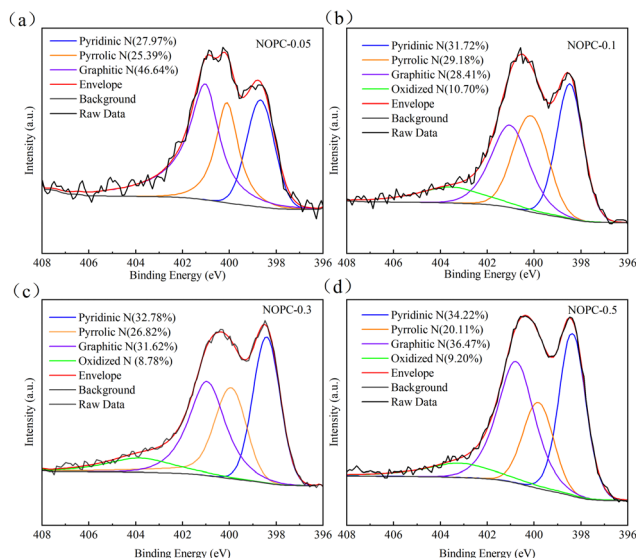 (a)
NOPC-0.05
Pyridinic N(27.97%)
Pyrrolic N(25.39%)
Graphitic N(46.64%)
Envelope
Background
Raw Data
Intensity (a.u.)
408 406 404 402 400 398 396
Binding Energy (eV)
(b)
NOPC-0.1
Pyridinic N(31.72%)
Pyrrolic N(29.18%)
Graphitic N(28.41%)
Oxidized N(10.70%)
Envelope
Background
Raw Data
Intensity (a.u.)
408 406 404 402 400 398 396
Binding Energy (eV)
(c)
NOPC-0.3
Pyridinic N(32.78%)
Pyrrolic N(26.82%)
Graphitic N(31.62%)
Oxidized N (8.78%)
Envelope
Background
Raw Data
Intensity (a.u.)
408 406 404 402 400 398 396
Binding Energy (eV)
(d)
NOPC-0.5
Pyridinic N(34.22%)
Pyrrolic N(20.11%)
Graphitic N(36.47%)
Oxidized N(9.20%)
Envelope
Background
Raw Data
Intensity (a.u.)
408 406 404 402 400 398 396
Binding Energy (eV)